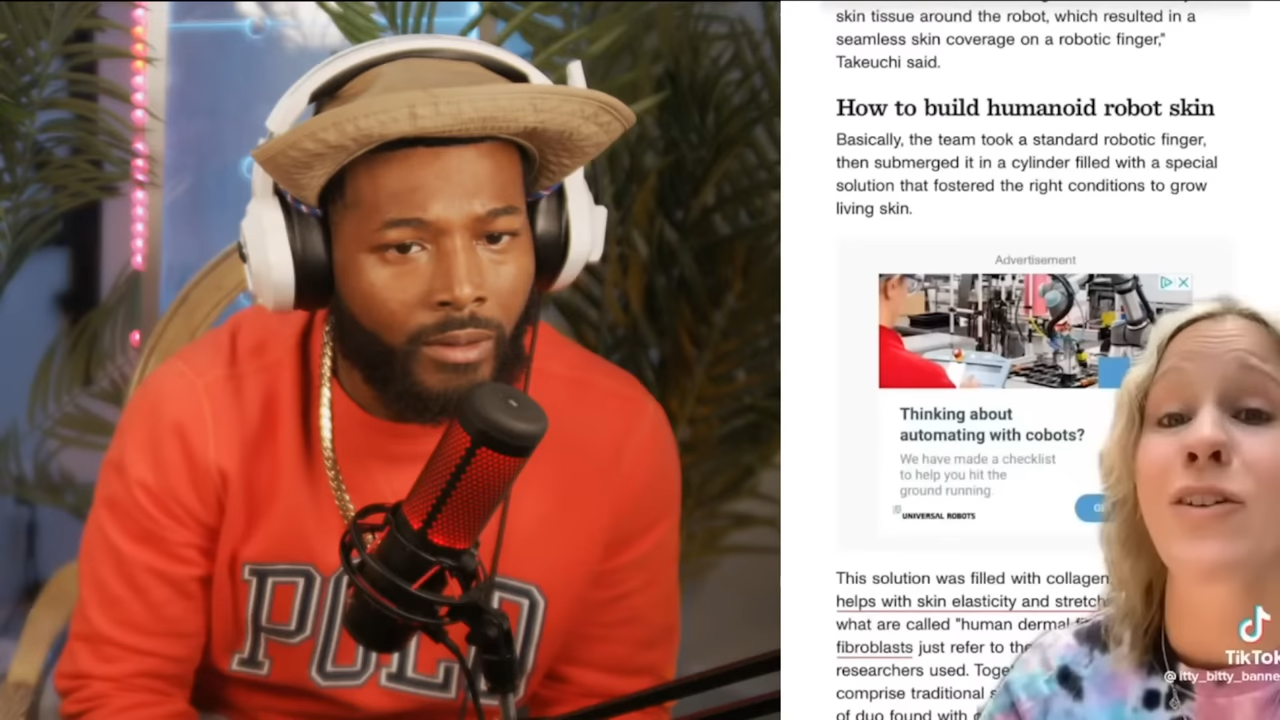 skin tissue around the robot, which resulted in a
seamless skin coverage on a robotic finger,"
Takeuchi said.
How to build humanoid robot skin
Basically, the team took a standard robotic finger,
then submerged it in a cylinder filled with a special
solution that fostered the right conditions to grow
living skin.
Advertisement
Thinking about
automating with cobots?
We have made a checklist
to help you hit the
ground running
UNIVERSAL ROBOTS
This solution was filled with collagen
helps with skin elasticity and
what are called "human dermal
fibroblasts just refer to the
researchers used.
comprise traditional
of duo found with
POLO
TikTok